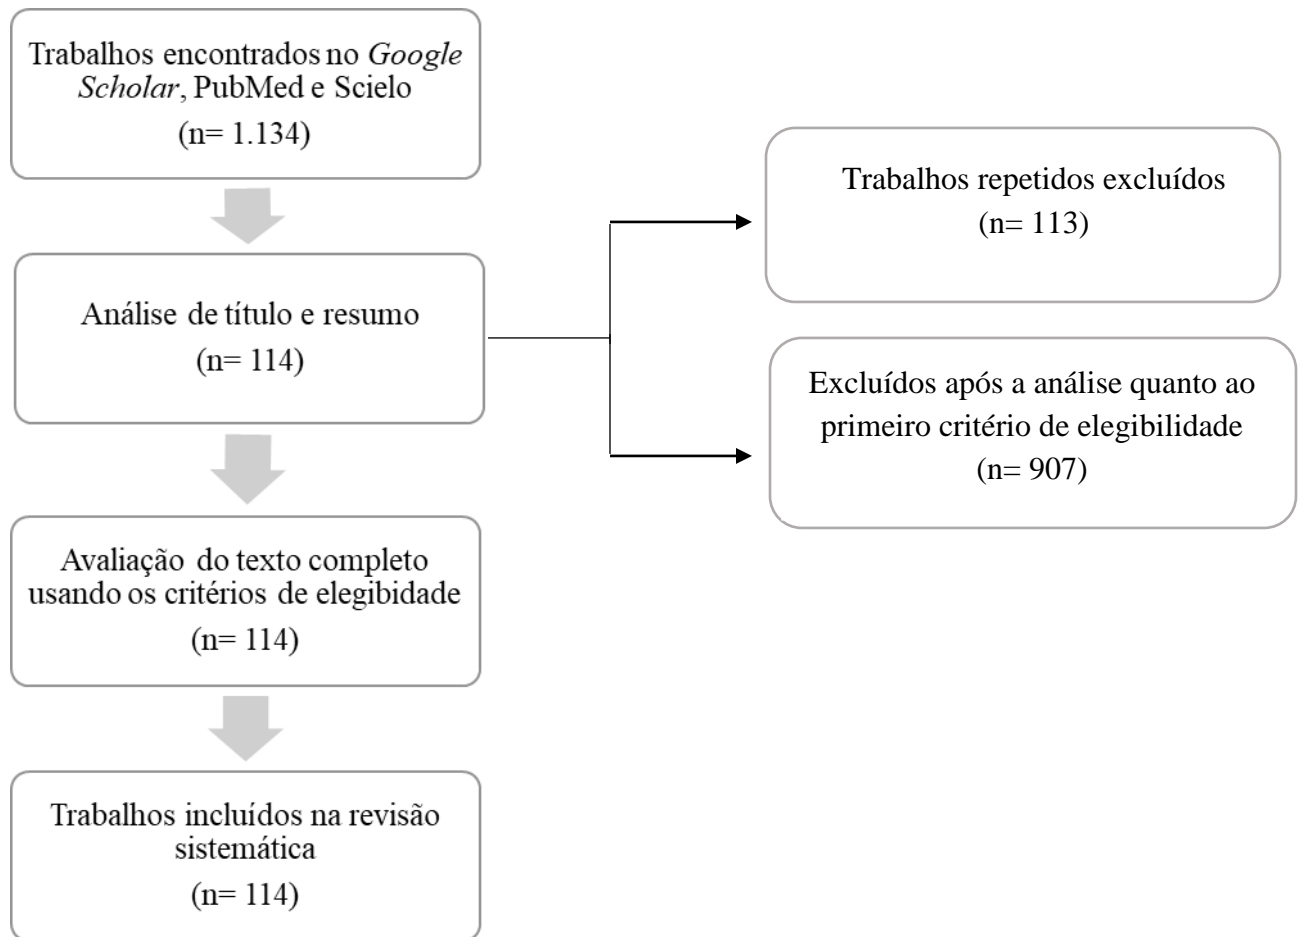 Trabalhos encontrados no Google
Scholar, PubMed e Scielo
(n= 1.134)
Trabalhos repetidos excluídos
(n= 113)
Análise de título e resumo
(n= 114)
Excluídos após a análise quanto ao
primeiro critério de elegibilidade
(n= 907)
Avaliação do texto completo
usando os critérios de elegibidade
(n= 114)
Trabalhos incluídos na revisão
sistemática
(n= 114)